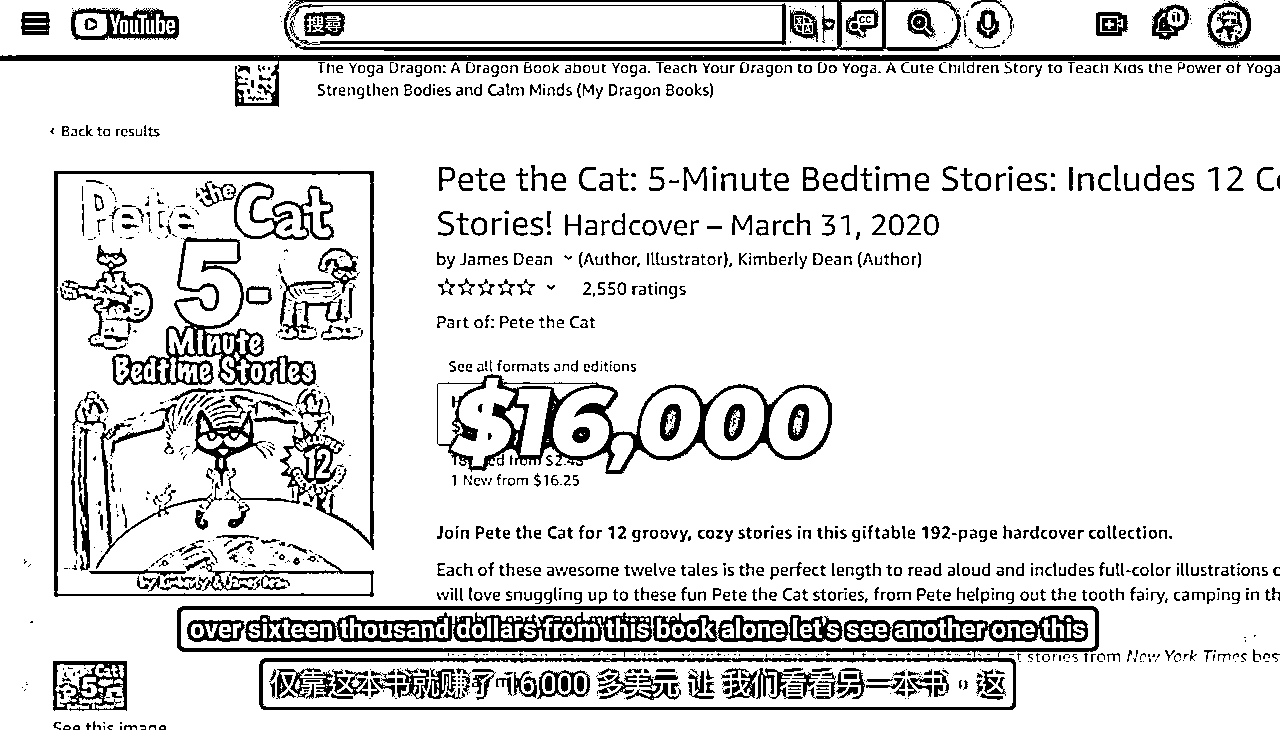 YouTube
搜尋
CC
The Yoga Dragon: A Dragon Book about Yoga. Teach Your Dragon to Do Yoga. A Cute Children Story to Teach Kids the Power of Yoga
Strengthen Bodies and Calm Minds (My Dragon Books)
‹ Back to results
Pete the Cat
5-
Minute
Bedtime Stories
12
by Kimberly & James Dean
Pete the Cat: 5-Minute Bedtime Stories: Includes 12
Stories! Hardcover – March 31, 2020
by James Dean (Author, Illustrator), Kimberly Dean (Author)
2,550 ratings
Part of: Pete the Cat
See all formats and editions
$16,000
from $2.48
1 New from $16.25
Join Pete the Cat for 12 groovy, cozy stories in this giftable 192-page hardcover collection.
Each of these awesome twelve tales is the perfect length to read aloud and includes full-color illustrations
will love snuggling up to these fun Pete the Cat stories, from Pete helping out the tooth fairy, camping in
over sixteen thousand dollars from this book alone let's see another one this
stories from New York Times
仅靠这本书就赚了 16,000 多美元 让 我们看看另一本书。这
See this image